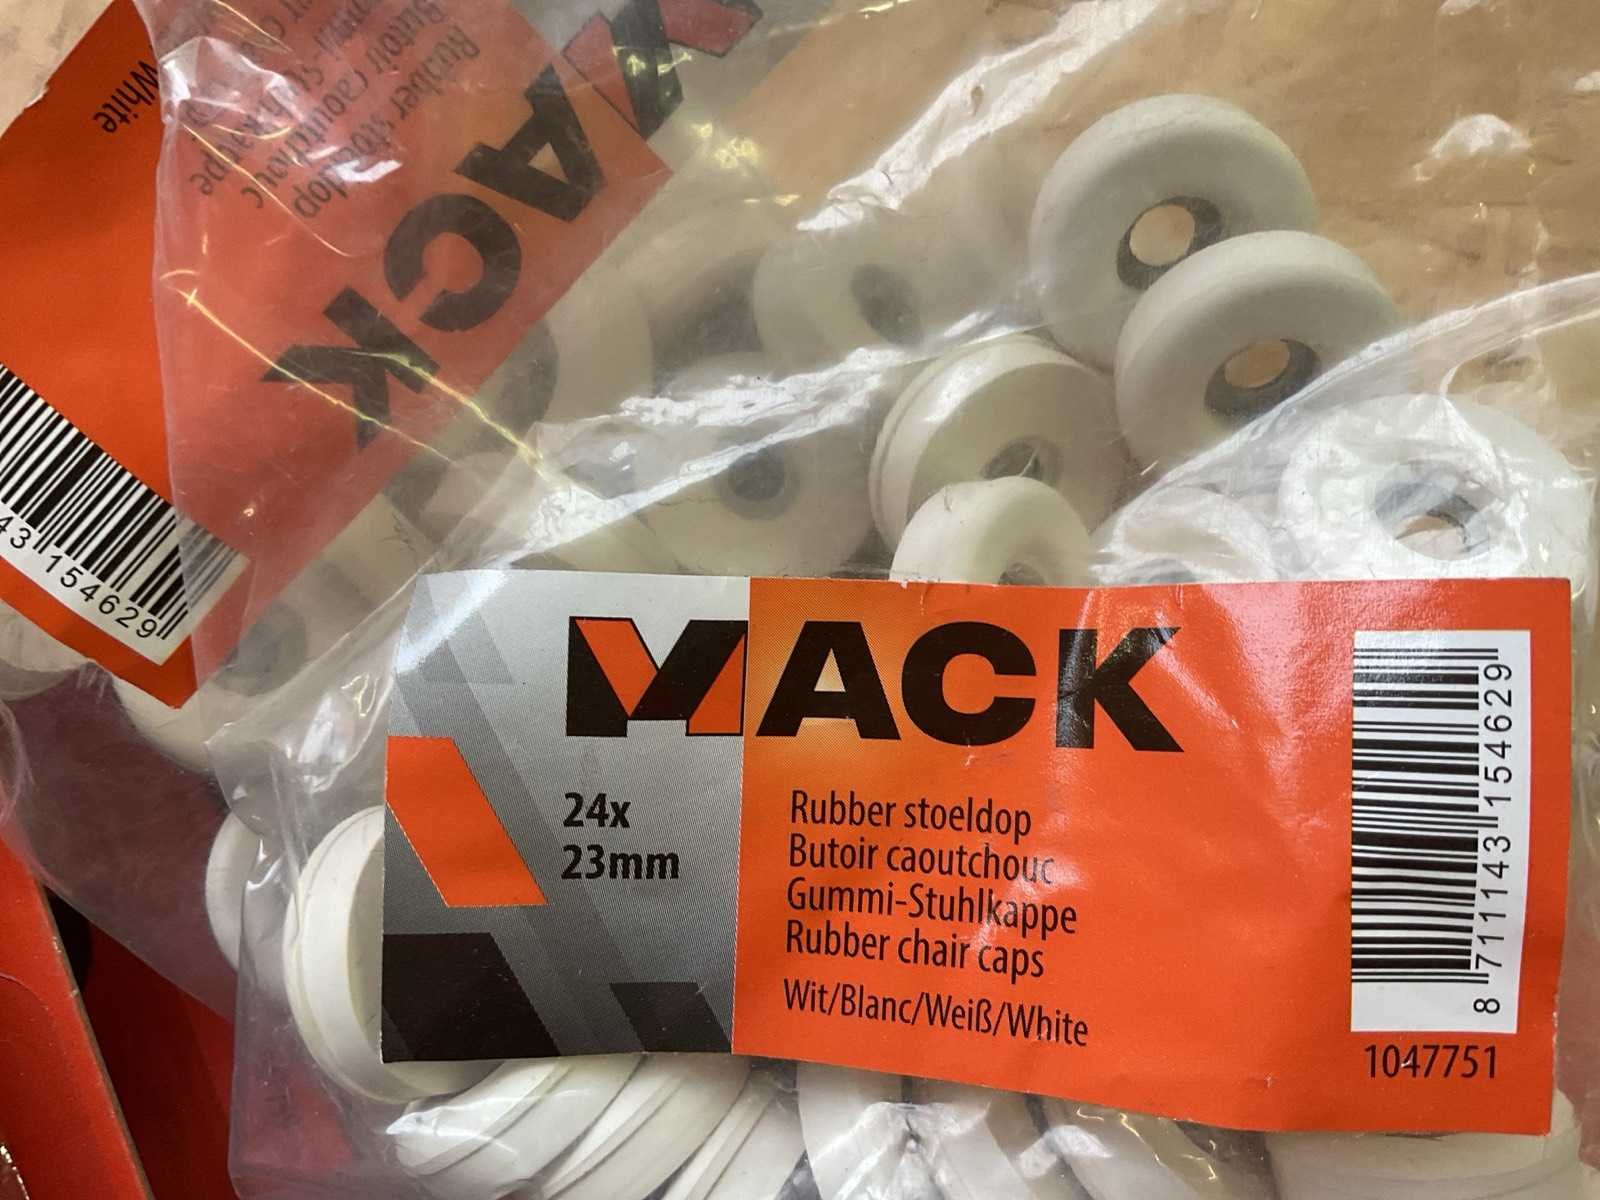 White
Rubber stoeldop
Butoir caoutchouc
MACK
43 154629
MACK
24x
23mm
Rubber stoeldop
Butoir caoutchouc
Gummi-Stuhlkappe
Rubber chair caps
Wit/Blanc/Weiß/White
8 711143 154629
1047751